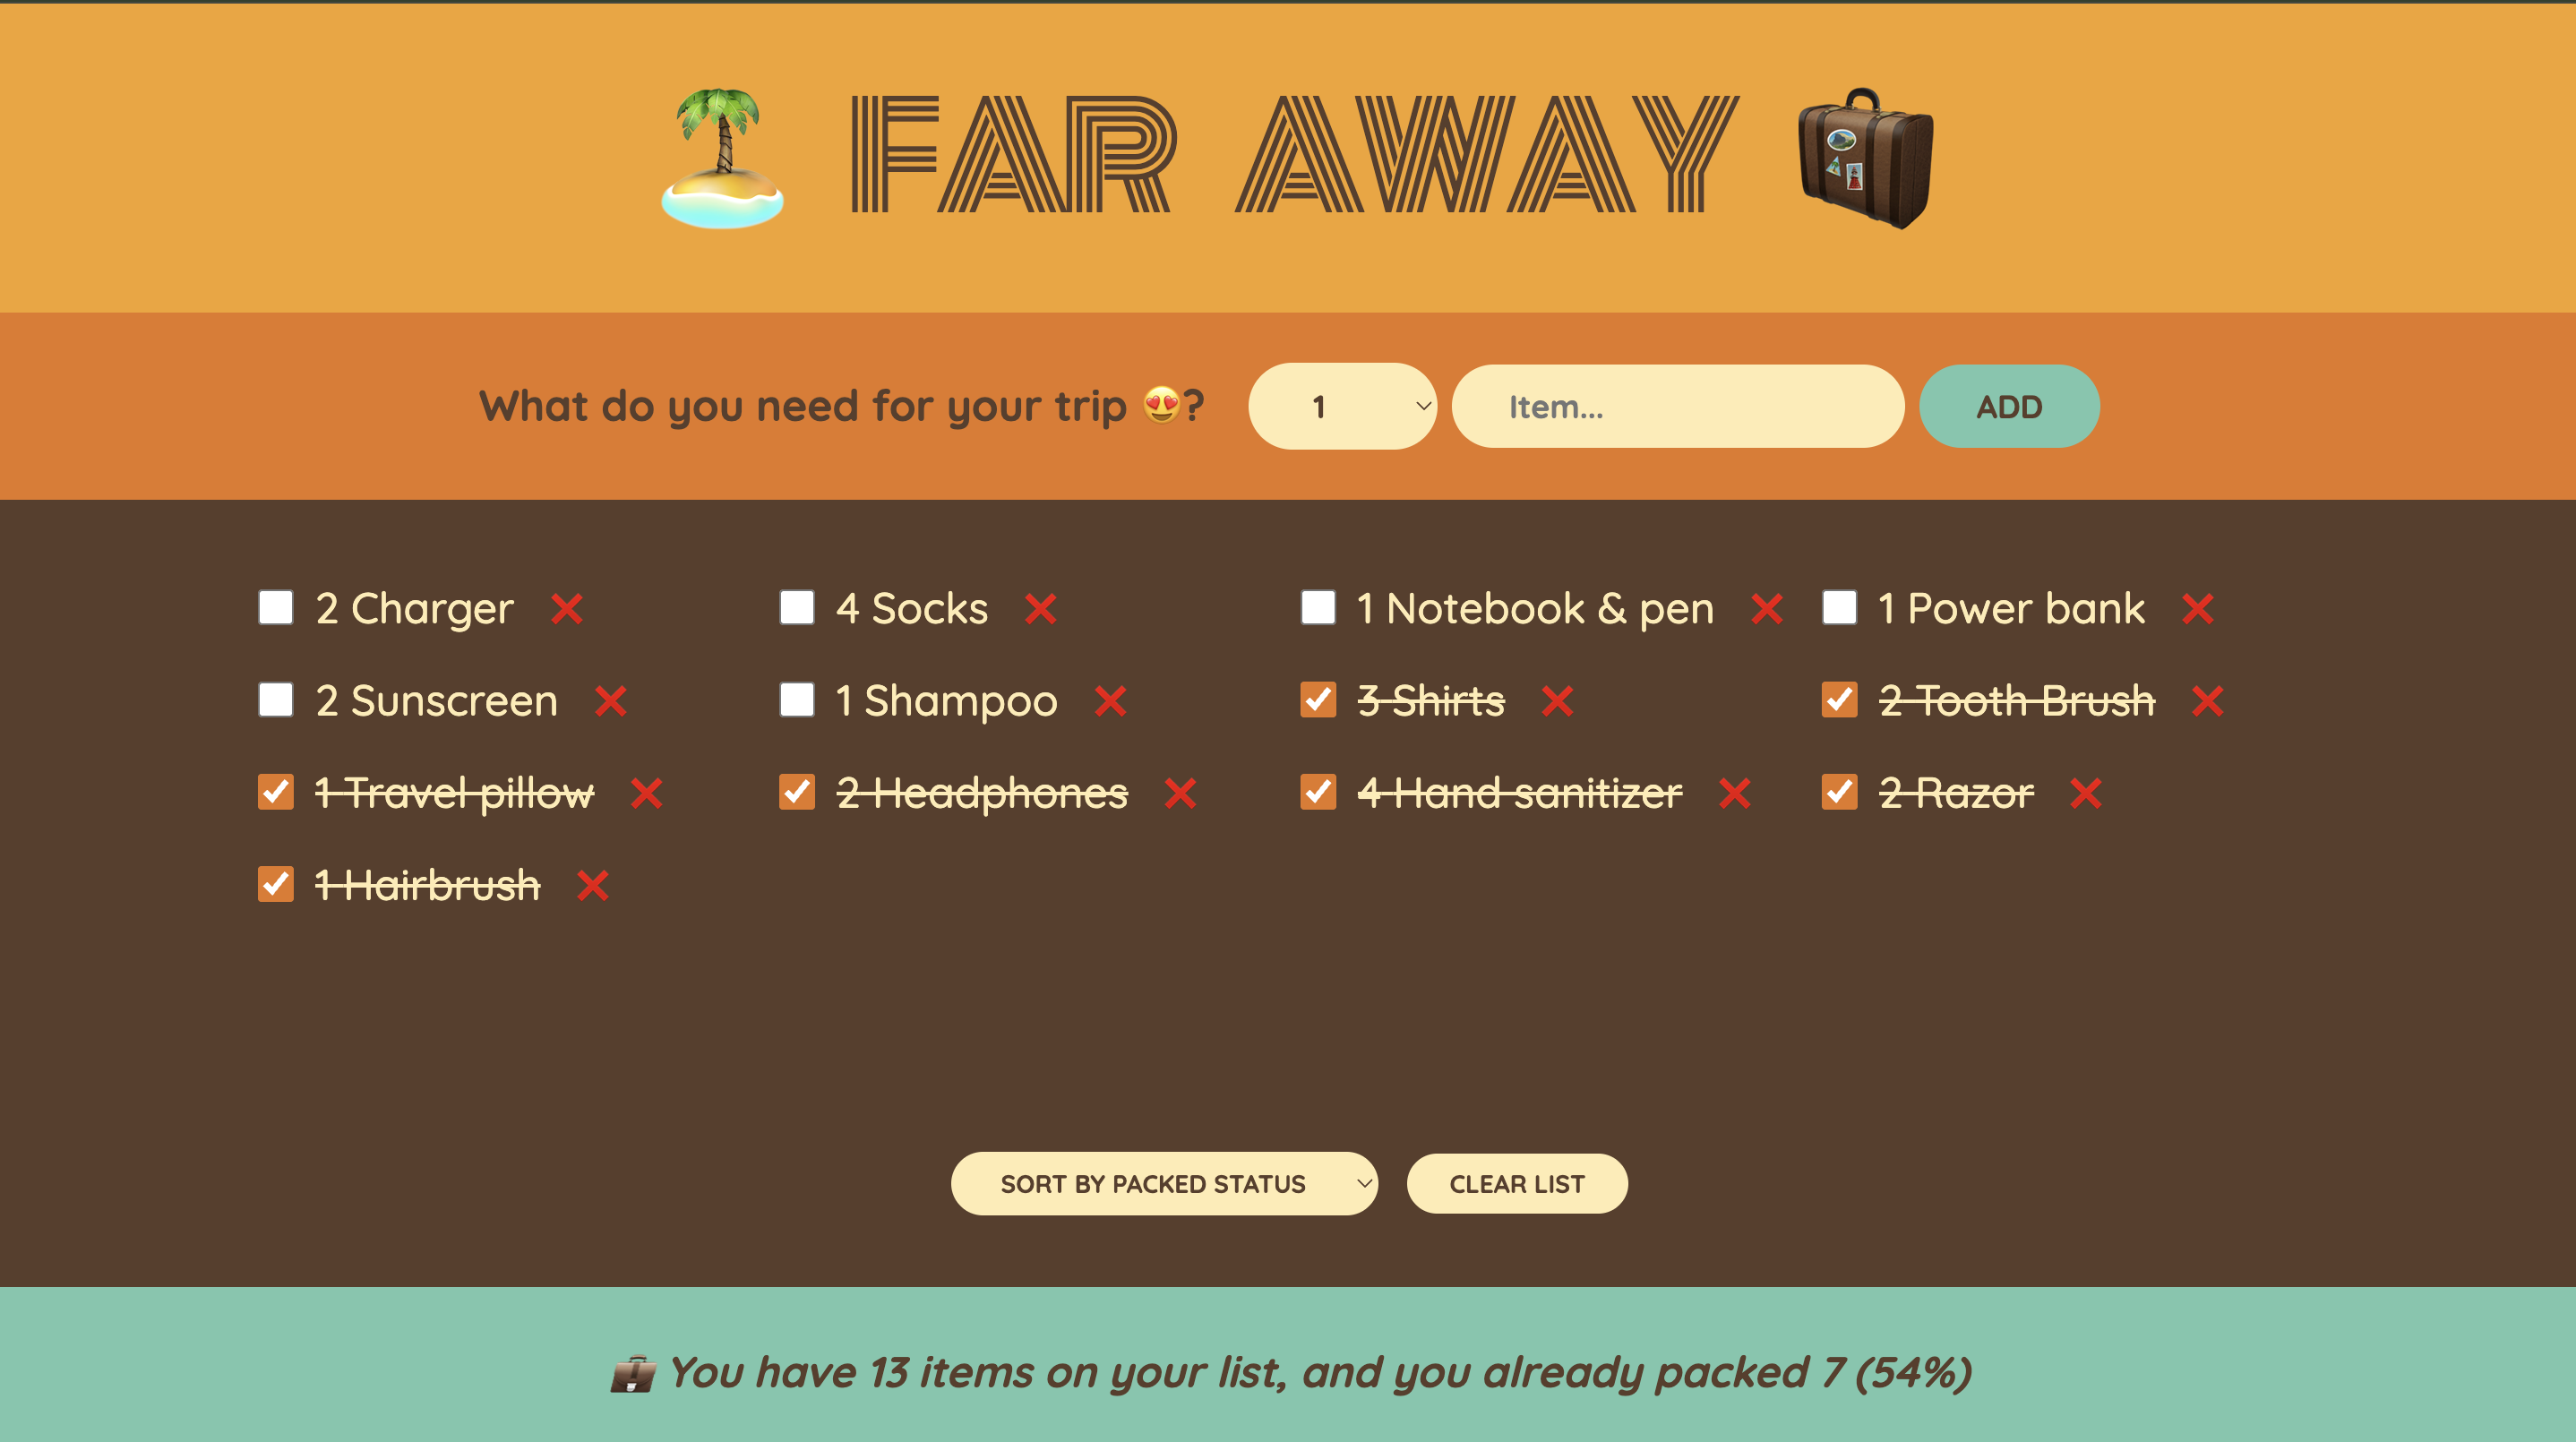 FAR AWAY
What do you need for your trip 😍? 1 Item... ADD
2 Charger ❌ 4 Socks ❌ 1 Notebook & pen ❌ 1 Power bank ❌
2 Sunscreen ❌ 1 Shampoo ❌ 3 Shirts ❌ 2 Tooth Brush ❌
1 Travel pillow ❌ 2 Headphones ❌ 4 Hand sanitizer ❌ 2 Razor ❌
1 Hairbrush ❌
SORT BY PACKED STATUS CLEAR LIST
💼 You have 13 items on your list, and you already packed 7 (54%)